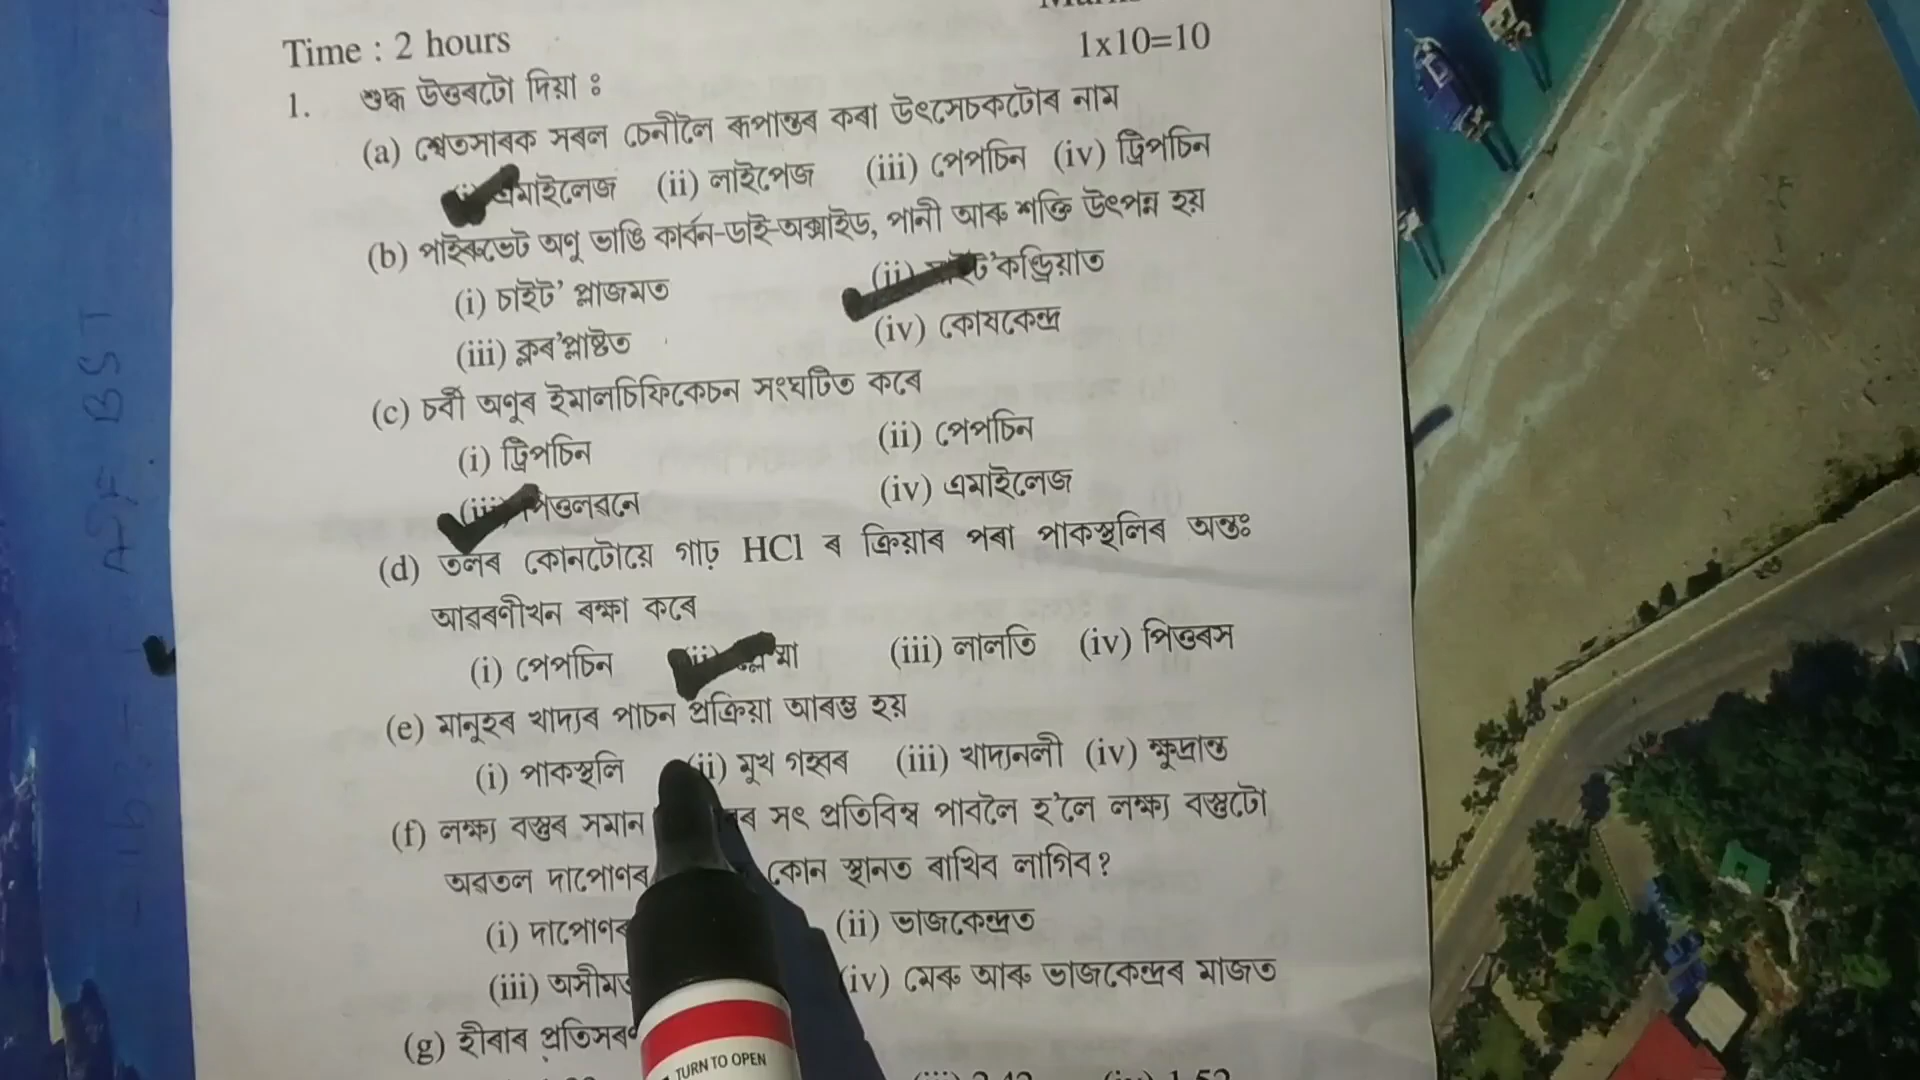 Time : 2 hours
1x10=10
1. শুদ্ধ উত্তৰটো দিয়া ঃ
(a) শ্বেতসাৰক সৰল চেনীলৈ ৰূপান্তৰ কৰা উৎসেচকটোৰ নাম
এমাইলেজ (ii) লাইপেজ (iii) পেপচিন (iv) ট্ৰিপচিন
(b) পাইৰুভেট অণু ভাঙি কাৰ্বন-ডাই-অক্সাইড, পানী আৰু শক্তি উৎপন্ন হয়
(i) চাইট' প্লাজমত (ii) মাইট'কণ্ড্ৰিয়াত
(iii) ক্লৰ'প্লাষ্টত (iv) কোষকেন্দ্ৰ
(c) চৰ্বী অণুৰ ইমালচিফিকেচন সংঘটিত কৰে
(i) ট্ৰিপচিন (ii) পেপচিন
(iii) পিত্তলৱনে (iv) এমাইলেজ
(d) তলৰ কোনটোয়ে গাঢ় HCl ৰ ক্ৰিয়াৰ পৰা পাকস্থলিৰ অন্তঃ
আৱৰণীখন ৰক্ষা কৰে
(i) পেপচিন (ii) (iii) লালতি (iv) পিত্তৰস
(e) মানুহৰ খাদ্যৰ পাচন প্ৰক্ৰিয়া আৰম্ভ হয়
(i) পাকস্থলি (ii) মুখ গহ্বৰ (iii) খাদ্যনলী (iv) ক্ষুদ্ৰান্ত
(f) লক্ষ্য বস্তুৰ সমান সৎ প্ৰতিবিম্ব পাবলৈ হ'লে লক্ষ্য বস্তুটো
অৱতল দাপোণৰ কোন স্থানত ৰাখিব লাগিব?
(i) দাপোণৰ (ii) ভাজকেন্দ্ৰত
(iii) অসীমত (iv) মেৰু আৰু ভাজকেন্দ্ৰৰ মাজত
(g) হীৰাৰ প্ৰতিসৰণ
TURN TO OPEN